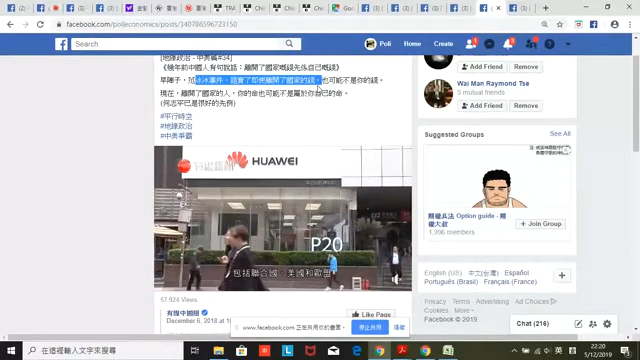 facebook.com/polleconomics/posts/340786596723150
Search
Poli
Home
Create
[地緣政治 - 中美篇#34]
《幾年前中國人有句說話：離開了國家嘅錢先係自己嘅錢》
早陣子，范冰冰事件，證實了即使離開了國家的錢，也可能不是你的錢。
現在，離開了國家的人，你的命也可能不是屬於你自己的命。
(何志平已是很好的先例)
#平行時空
#地緣政治
#中美爭霸
HUAWEI
P20
包括聯合國、美國和歐盟
57,924 Views
有線中國組
December 6, 2018
Like Page
Add Friend
Remove
Wai Man Raymond Tse
5 mutual friends
Add Friend
Remove
Suggested Groups
See All
期權兵法 Option guide - 期權大叔
1,996 members
+ Join Group
English (US) · 中文(台灣) · Español
Português (Brasil) · Français (France)
Privacy · Terms · Advertising · Ad Choices
Cookies · More
Facebook © 2019
Chat (216)
www.facebook.com 正在共用你的畫面。
停止共用
隱藏
在這裡輸入文字來搜尋
22:20
5/12/2019